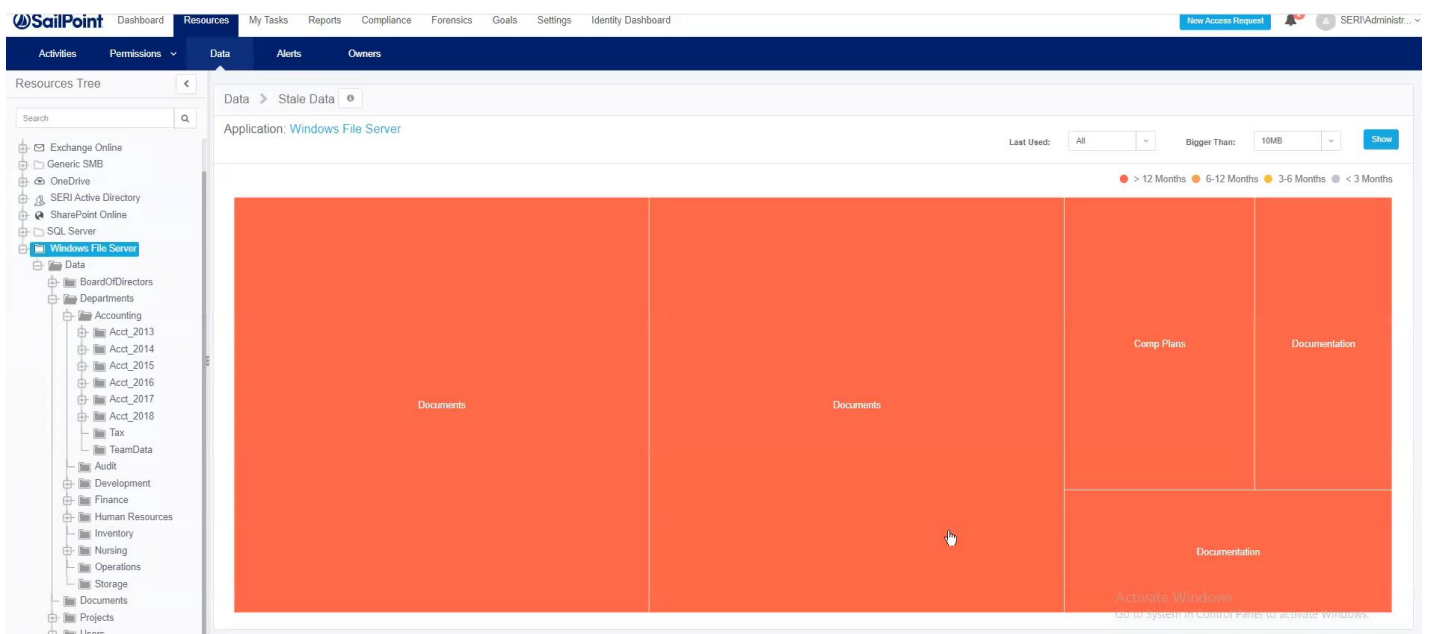 SailPoint Dashboard Resources My Tasks Reports Compliance Forensics Goals Settings Identity Dashboard New Access Request SERI\Administr...
Activities Permissions Data Alerts Owners
Resources Tree
Search
Exchange Online
Generic SMB
OneDrive
SERI Active Directory
SharePoint Online
SQL Server
Windows File Server
Data
BoardOfDirectors
Departments
Accounting
Acct_2013
Acct_2014
Acct_2015
Acct_2016
Acct_2017
Acct_2018
Tax
TeamData
Audit
Development
Finance
Human Resources
Inventory
Nursing
Operations
Storage
Documents
Projects
Users
Data > Stale Data
Application: Windows File Server
Last Used: All Bigger Than: 10MB Show
> 12 Months 6-12 Months 3-6 Months < 3 Months
Documents
Documents
Comp Plans
Documentation
Documentation
Activate Windows
Go to System in Control Panel to activate Windows.